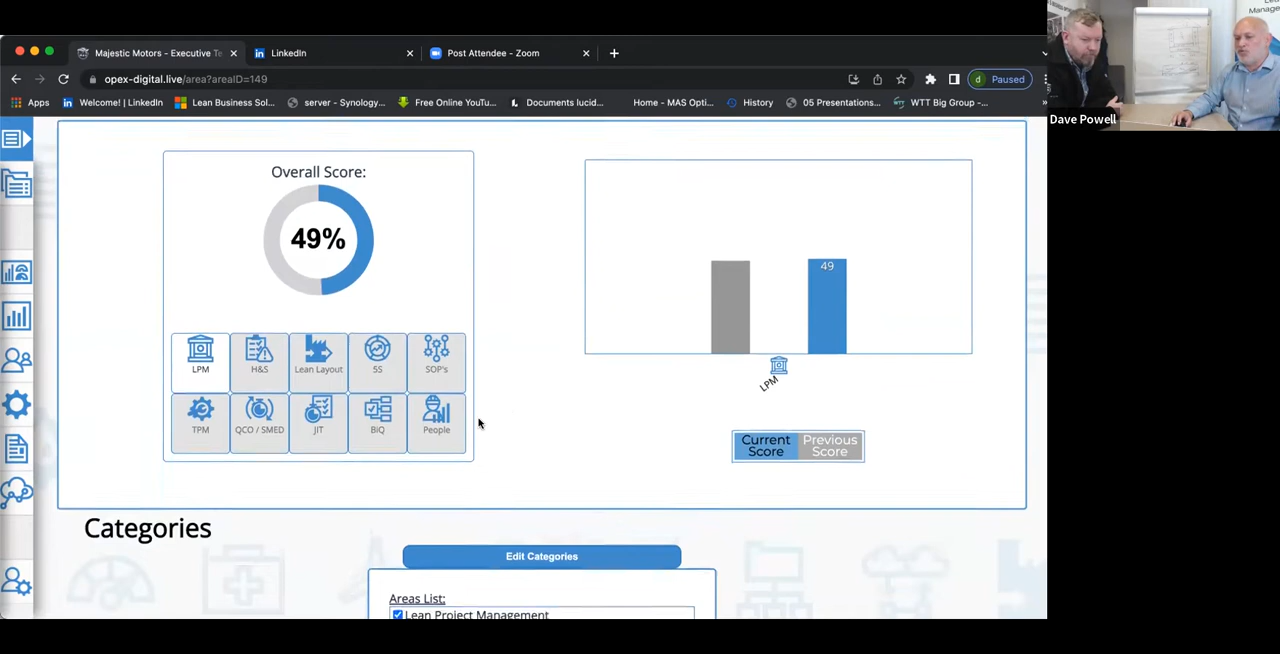 Majestic Motors - Executive Te
LinkedIn
Post Attendee - Zoom
opex-digital.live/area?areaID=149
d Paused
Apps
Welcome! | LinkedIn
Lean Business Sol...
server - Synology...
Free Online YouTu...
Documents lucid...
Home - MAS Opti...
History
05 Presentations...
WTT Big Group -...
Lean
Manage
Dave Powell
Overall Score:
49%
LPM
H&S
Lean Layout
5S
SOP's
TPM
QCO / SMED
JIT
BiQ
People
49
LPM
Current
Score
Previous
Score
Categories
Edit Categories
Areas List:
Lean Project Management